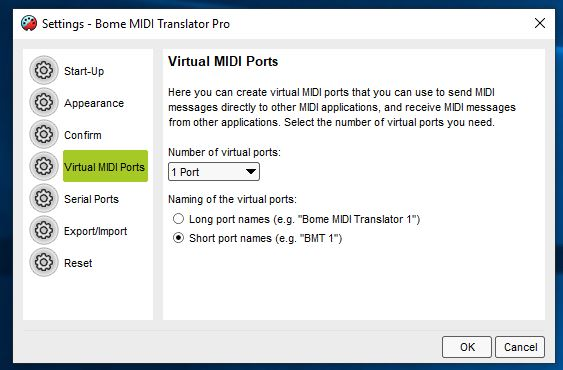 Settings - Bome MIDI Translator Pro
Start-Up
Appearance
Confirm
Virtual MIDI Ports
Serial Ports
Export/Import
Reset
Virtual MIDI Ports
Here you can create virtual MIDI ports that you can use to send MIDI
messages directly to other MIDI applications, and receive MIDI messages
from other applications. Select the number of virtual ports you need.
Number of virtual ports:
1 Port
Naming of the virtual ports:
Long port names (e.g. "Bome MIDI Translator 1")
Short port names (e.g. "BMT 1")
OK
Cancel